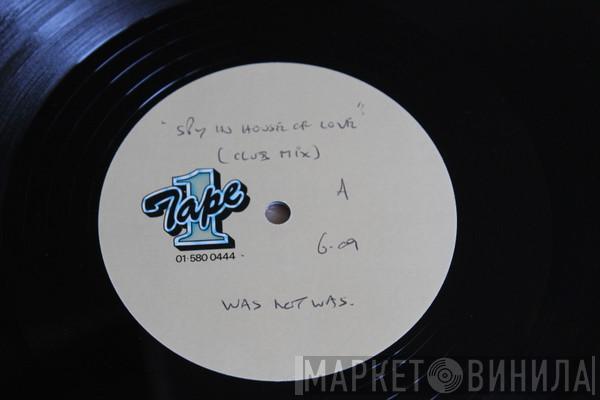 "SPY IN HOUSE OF LOVE"
(CLUB MIX)
Tape 1
A
01·580 0444
6-09
WAS NOT WAS.
МАРКЕТ ВИНИЛА